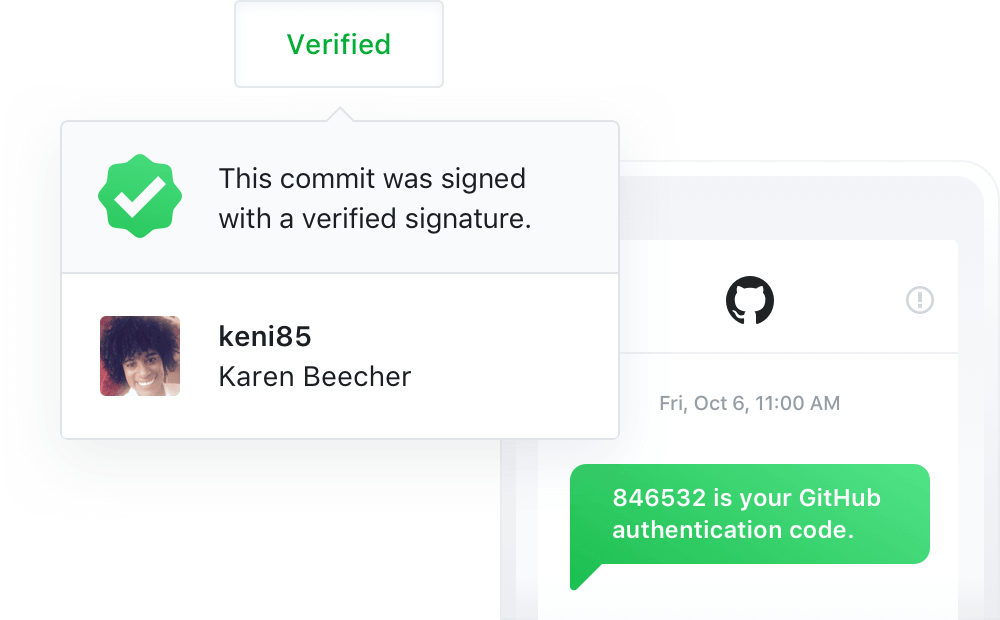 Verified
This commit was signed
with a verified signature.
keni85
Karen Beecher
Fri, Oct 6, 11:00 AM
846532 is your GitHub
authentication code.